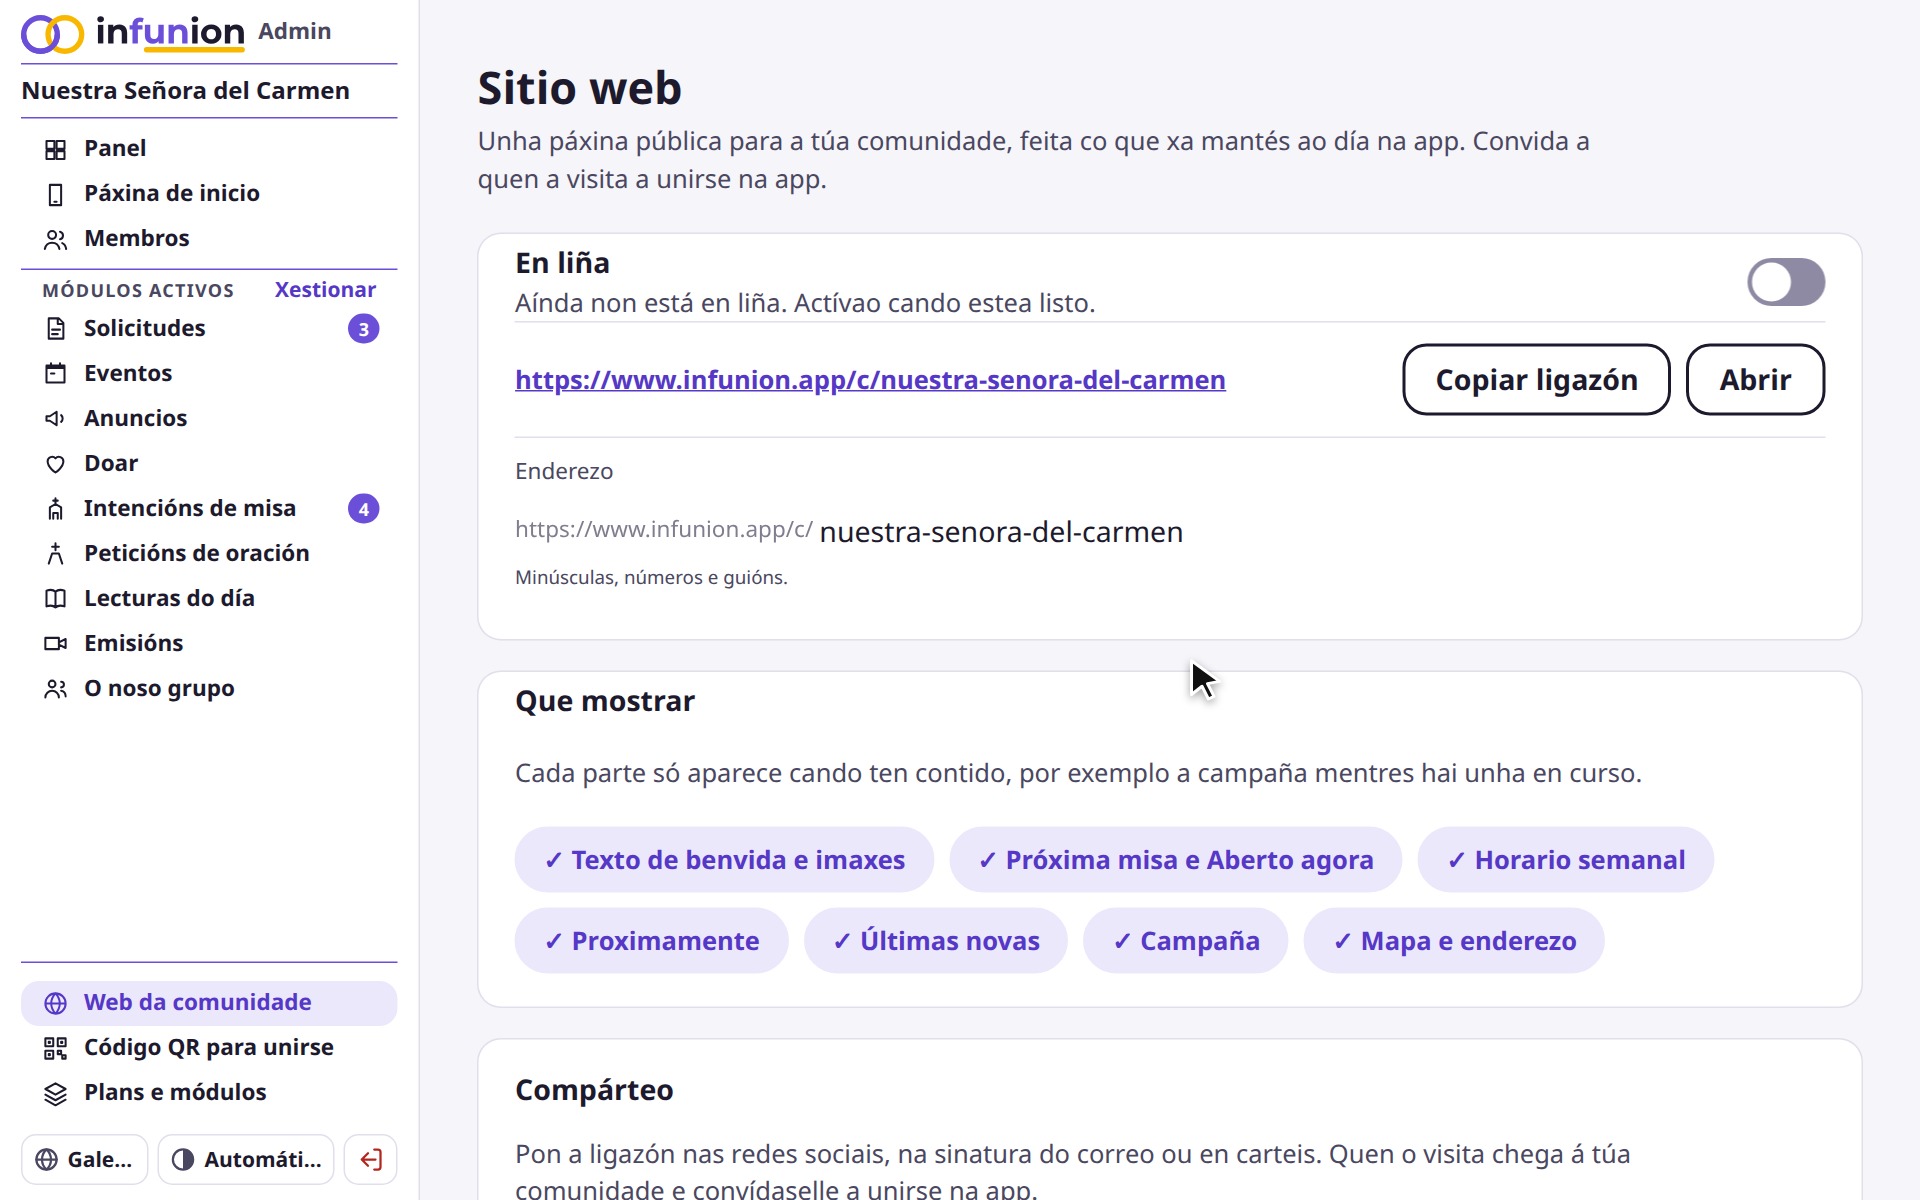 infunion Admin
Nuestra Señora del Carmen
Panel
Páxina de inicio
Membros
MÓDULOS ACTIVOS Xestionar
Solicitudes 3
Eventos
Anuncios
Doar
Intencións de misa 4
Peticións de oración
Lecturas do día
Emisións
O noso grupo
Web da comunidade
Código QR para unirse
Plans e módulos
Gale... Automáti...
Sitio web
Unha páxina pública para a túa comunidade, feita co que xa mantés ao día na app. Convida a
quen a visita a unirse na app.
En liña
Aínda non está en liña. Actívao cando estea listo.
https://www.infunion.app/c/nuestra-senora-del-carmen Copiar ligazón Abrir
Enderezo
https://www.infunion.app/c/ nuestra-senora-del-carmen
Minúsculas, números e guións.
Que mostrar
Cada parte só aparece cando ten contido, por exemplo a campaña mentres hai unha en curso.
✓ Texto de benvida e imaxes ✓ Próxima misa e Aberto agora ✓ Horario semanal
✓ Proximamente ✓ Últimas novas ✓ Campaña ✓ Mapa e enderezo
Compárteo
Pon a ligazón nas redes sociais, na sinatura do correo ou en carteis. Quen o visita chega á túa
comunidade e convídaselle a unirse na app.